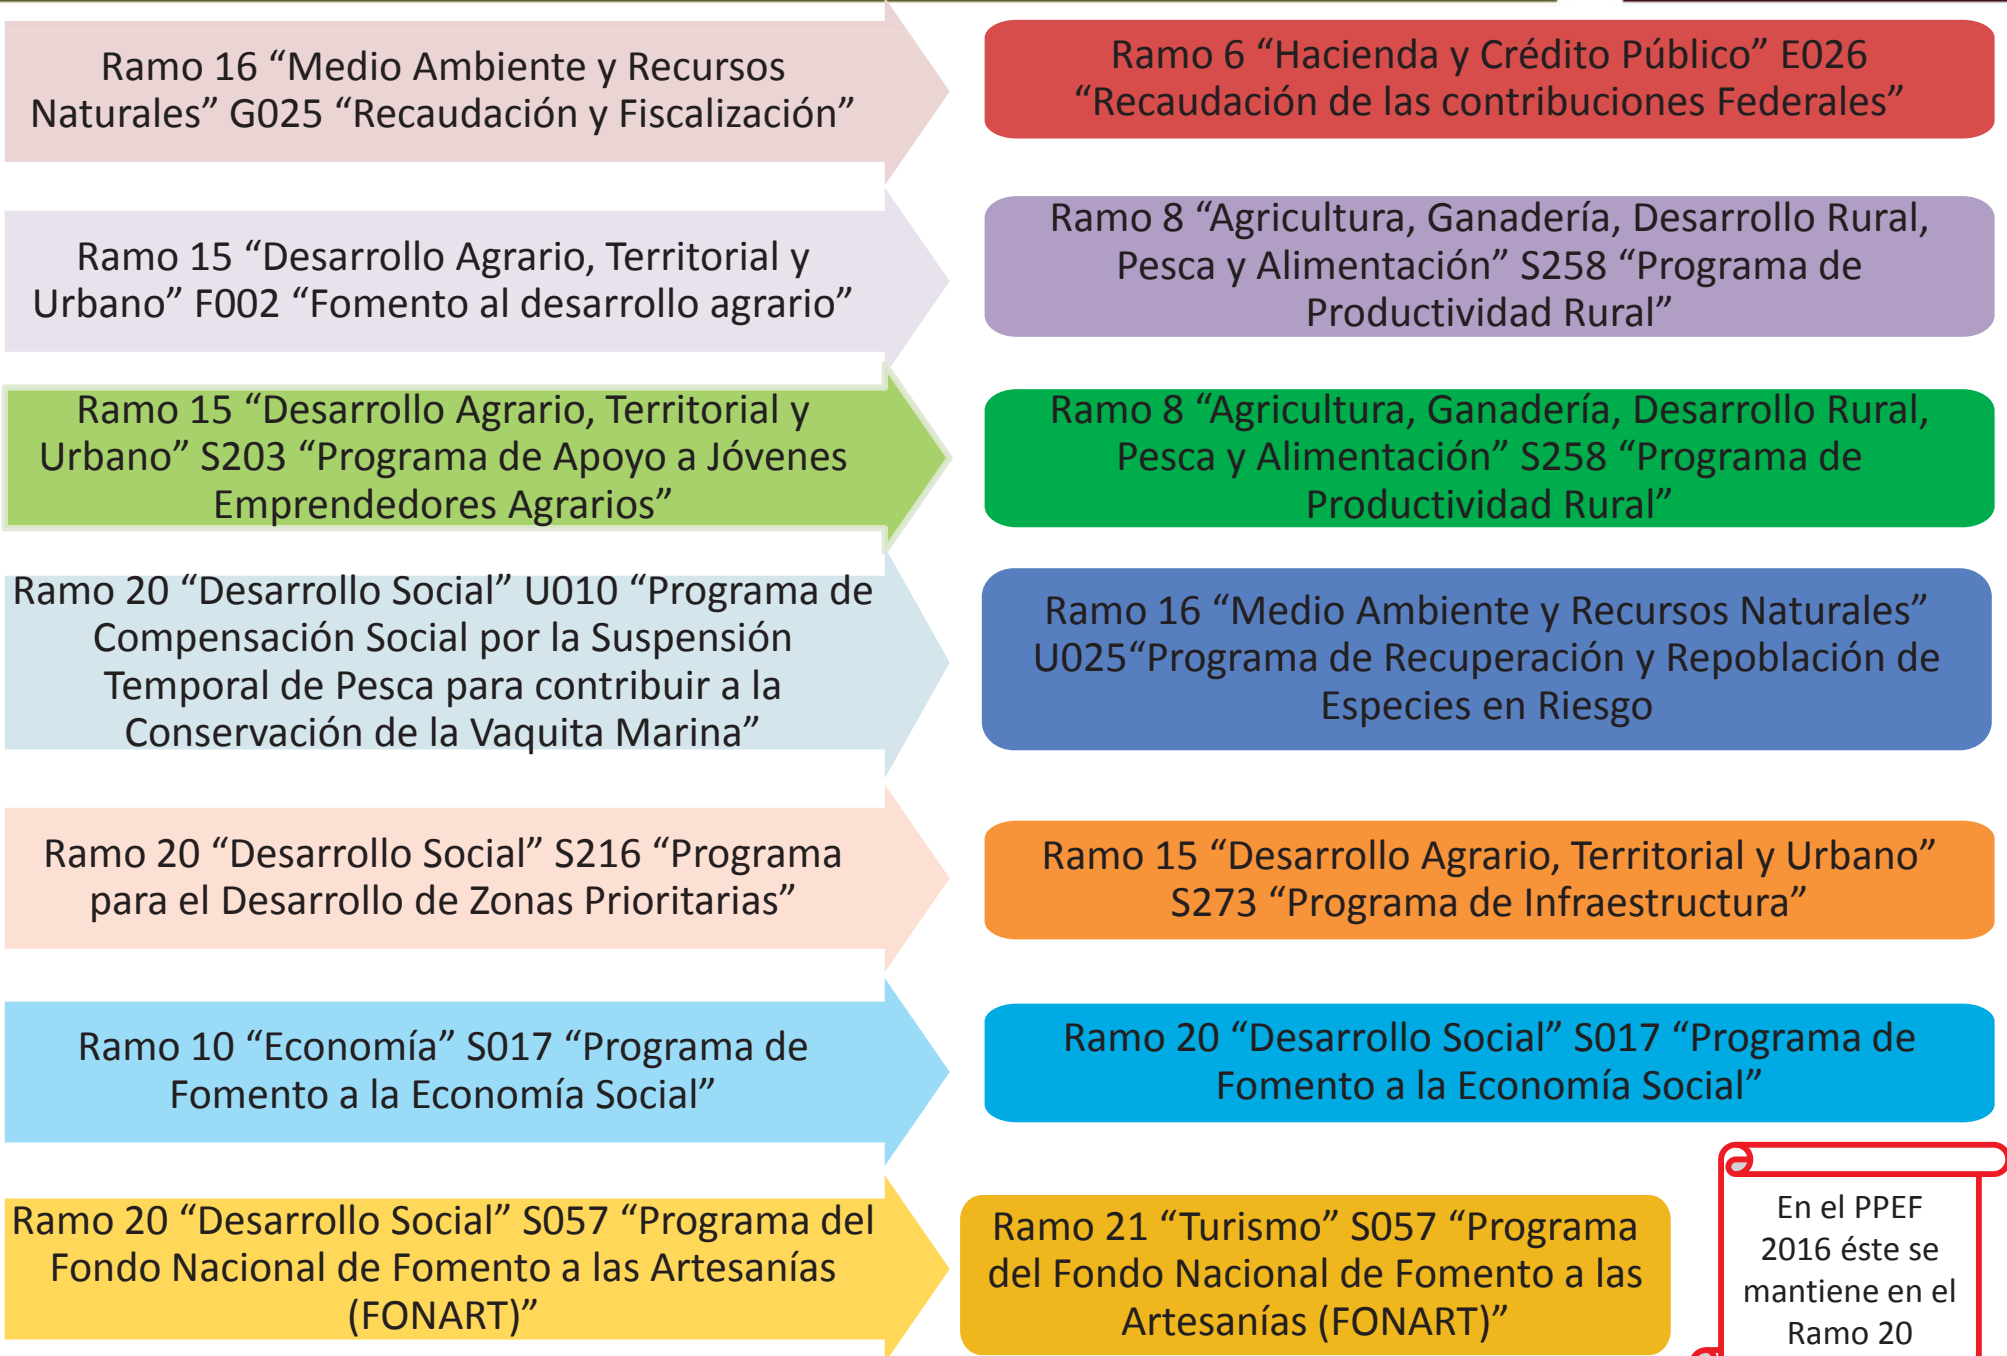 Ramo 16 “Medio Ambiente y Recursos
Naturales” G025 “Recaudación y Fiscalización”
Ramo 6 “Hacienda y Crédito Público” E026
“Recaudación de las contribuciones Federales”
Ramo 15 “Desarrollo Agrario, Territorial y
Urbano” F002 “Fomento al desarrollo agrario”
Ramo 8 “Agricultura, Ganadería, Desarrollo Rural,
Pesca y Alimentación” S258 “Programa de
Productividad Rural”
Ramo 15 “Desarrollo Agrario, Territorial y
Urbano” S203 “Programa de Apoyo a Jóvenes
Emprendedores Agrarios”
Ramo 8 “Agricultura, Ganadería, Desarrollo Rural,
Pesca y Alimentación” S258 “Programa de
Productividad Rural”
Ramo 20 “Desarrollo Social” U010 “Programa de
Compensación Social por la Suspensión
Temporal de Pesca para contribuir a la
Conservación de la Vaquita Marina”
Ramo 16 “Medio Ambiente y Recursos Naturales”
U025“Programa de Recuperación y Repoblación de
Especies en Riesgo
Ramo 20 “Desarrollo Social” S216 “Programa
para el Desarrollo de Zonas Prioritarias”
Ramo 15 “Desarrollo Agrario, Territorial y Urbano”
S273 “Programa de Infraestructura”
Ramo 10 “Economía” S017 “Programa de
Fomento a la Economía Social”
Ramo 20 “Desarrollo Social” S017 “Programa de
Fomento a la Economía Social”
Ramo 20 “Desarrollo Social” S057 “Programa del
Fondo Nacional de Fomento a las Artesanías
(FONART)”
Ramo 21 “Turismo” S057 “Programa
del Fondo Nacional de Fomento a las
Artesanías (FONART)”
En el PPEF
2016 éste se
mantiene en el
Ramo 20